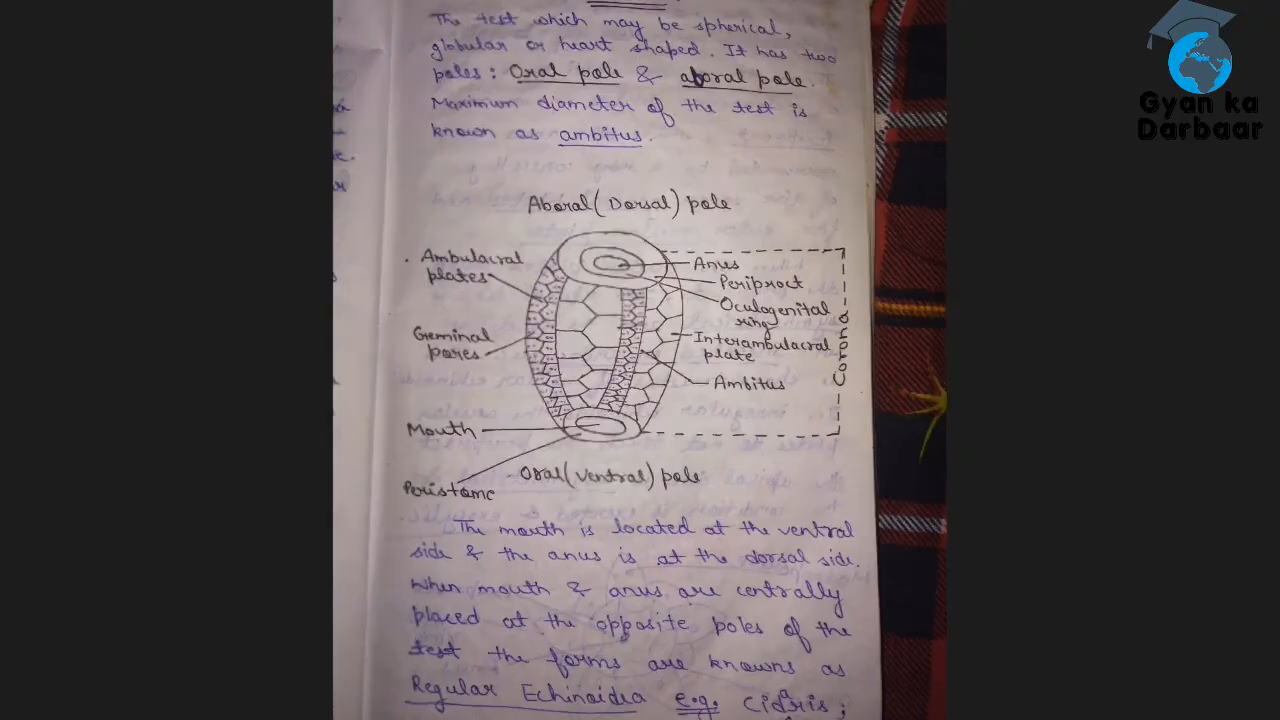 The test which may be spherical,
globular or heart shaped. It has two
poles: Oral pole & aboral pole.
Maximum diameter of the test is
known as ambitus.
Aboral (Dorsal) pole
Ambulacral
plates
Geminal
pores
Mouth
Peristome
Anus
Periproct
Oculogenital
ring
Interambulacral
plate
Ambitus
Corona
Oral (Ventral) pole
The mouth is located at the ventral
side & the anus is at the dorsal side.
When mouth & anus are centrally
placed at the opposite poles of the
test the forms are knowns as
Regular Echinoidea e.g. Cidaris;
Gyan ka
Darbaar